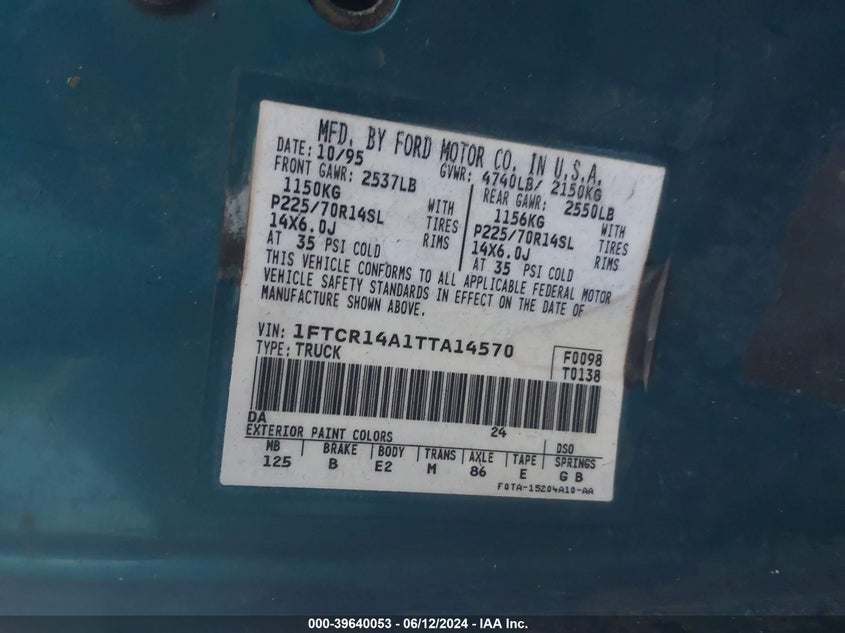 MFD. BY FORD MOTOR CO. IN U.S.A.
DATE: 10/95 GVWR: 4740LB/ 2150KG
FRONT GAWR: 2537LB REAR GAWR: 2550LB
1150KG WITH 1156KG WITH
P225/70R14SL TIRES P225/70R14SL TIRES
14X6.0J RIMS 14X6.0J RIMS
AT 35 PSI COLD AT 35 PSI COLD
THIS VEHICLE CONFORMS TO ALL APPLICABLE FEDERAL MOTOR
VEHICLE SAFETY STANDARDS IN EFFECT ON THE DATE OF
MANUFACTURE SHOWN ABOVE.
VIN: 1FTCR14A1TTA14570
TYPE: TRUCK
F0098
T0138
DA 24
EXTERIOR PAINT COLORS DSO
WB BRAKE BODY TRANS AXLE TAPE SPRINGS
125 B E2 M 86 E G B
F0TA-15204A10-AA
000-39640053 - 06/12/2024 - IAA Inc.